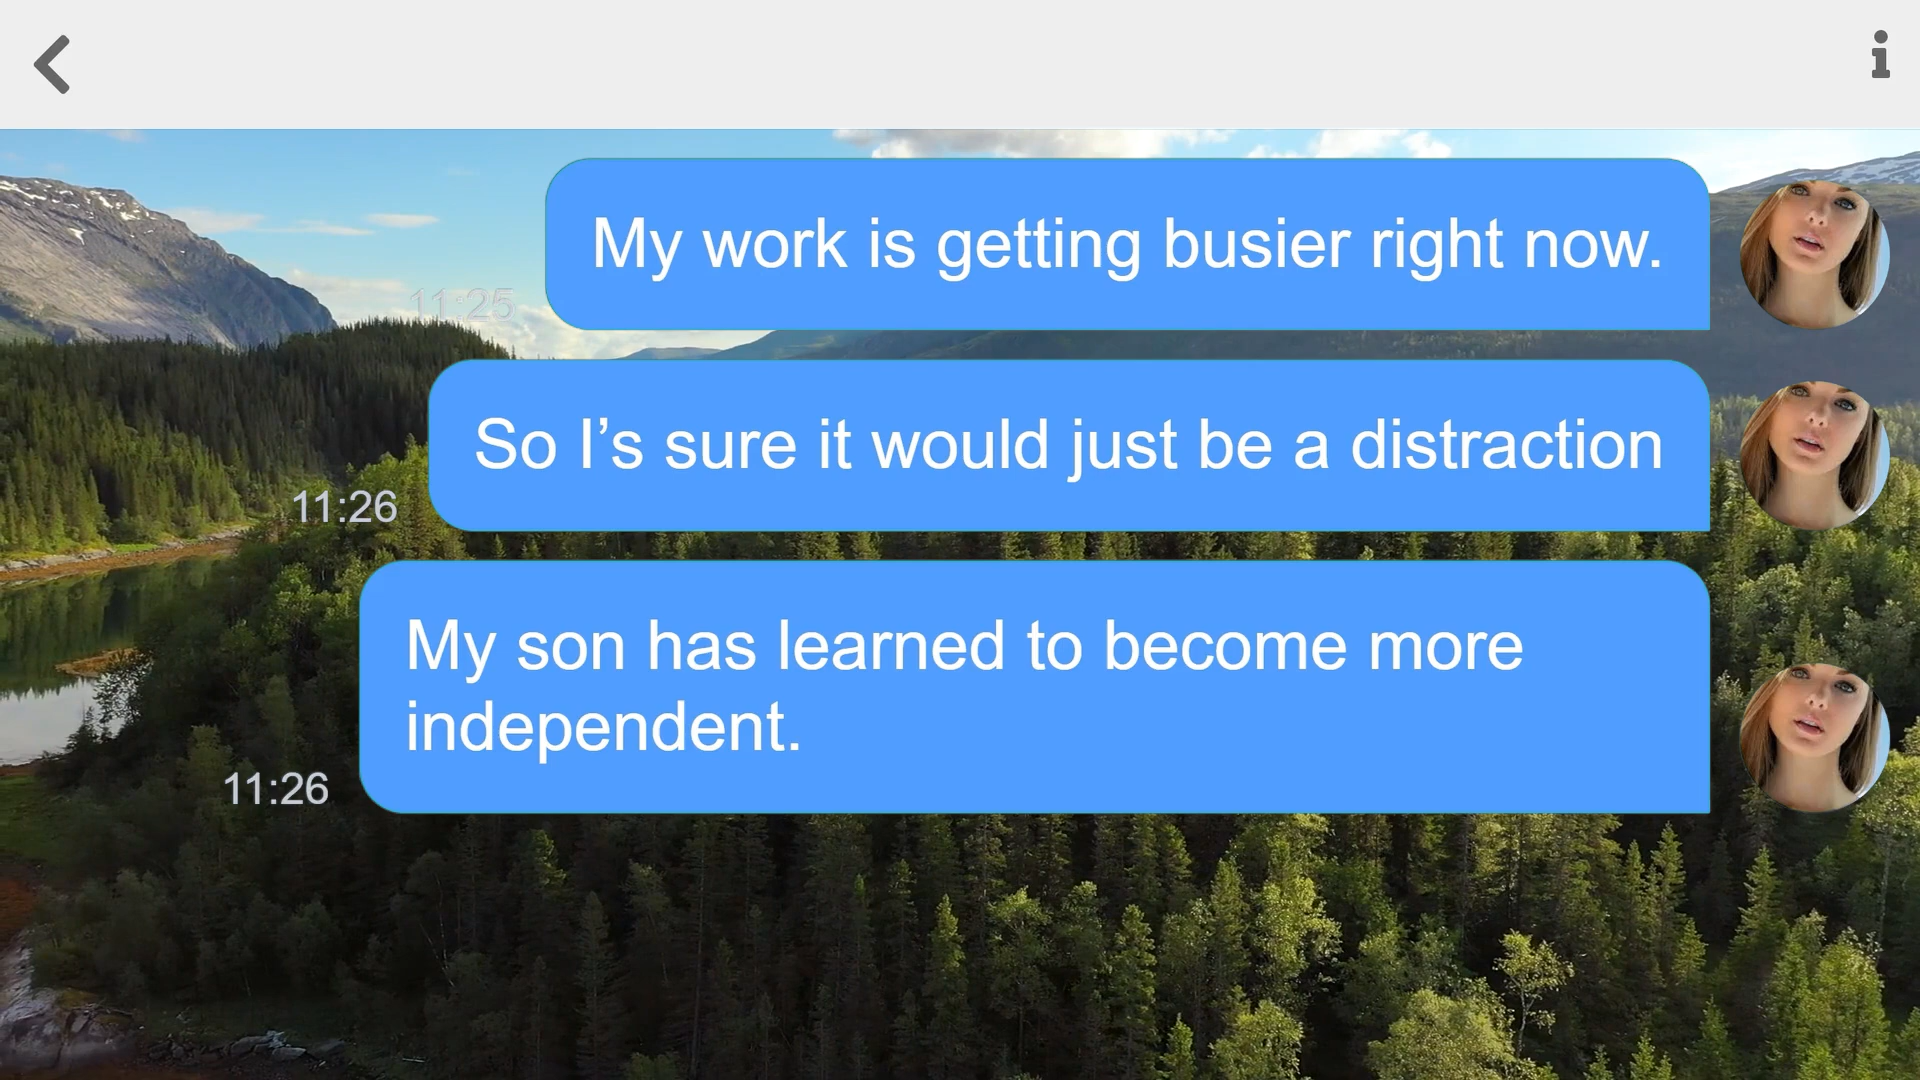 My work is getting busier right now.
11:25
So I’s sure it would just be a distraction
11:26
My son has learned to become more
independent.
11:26